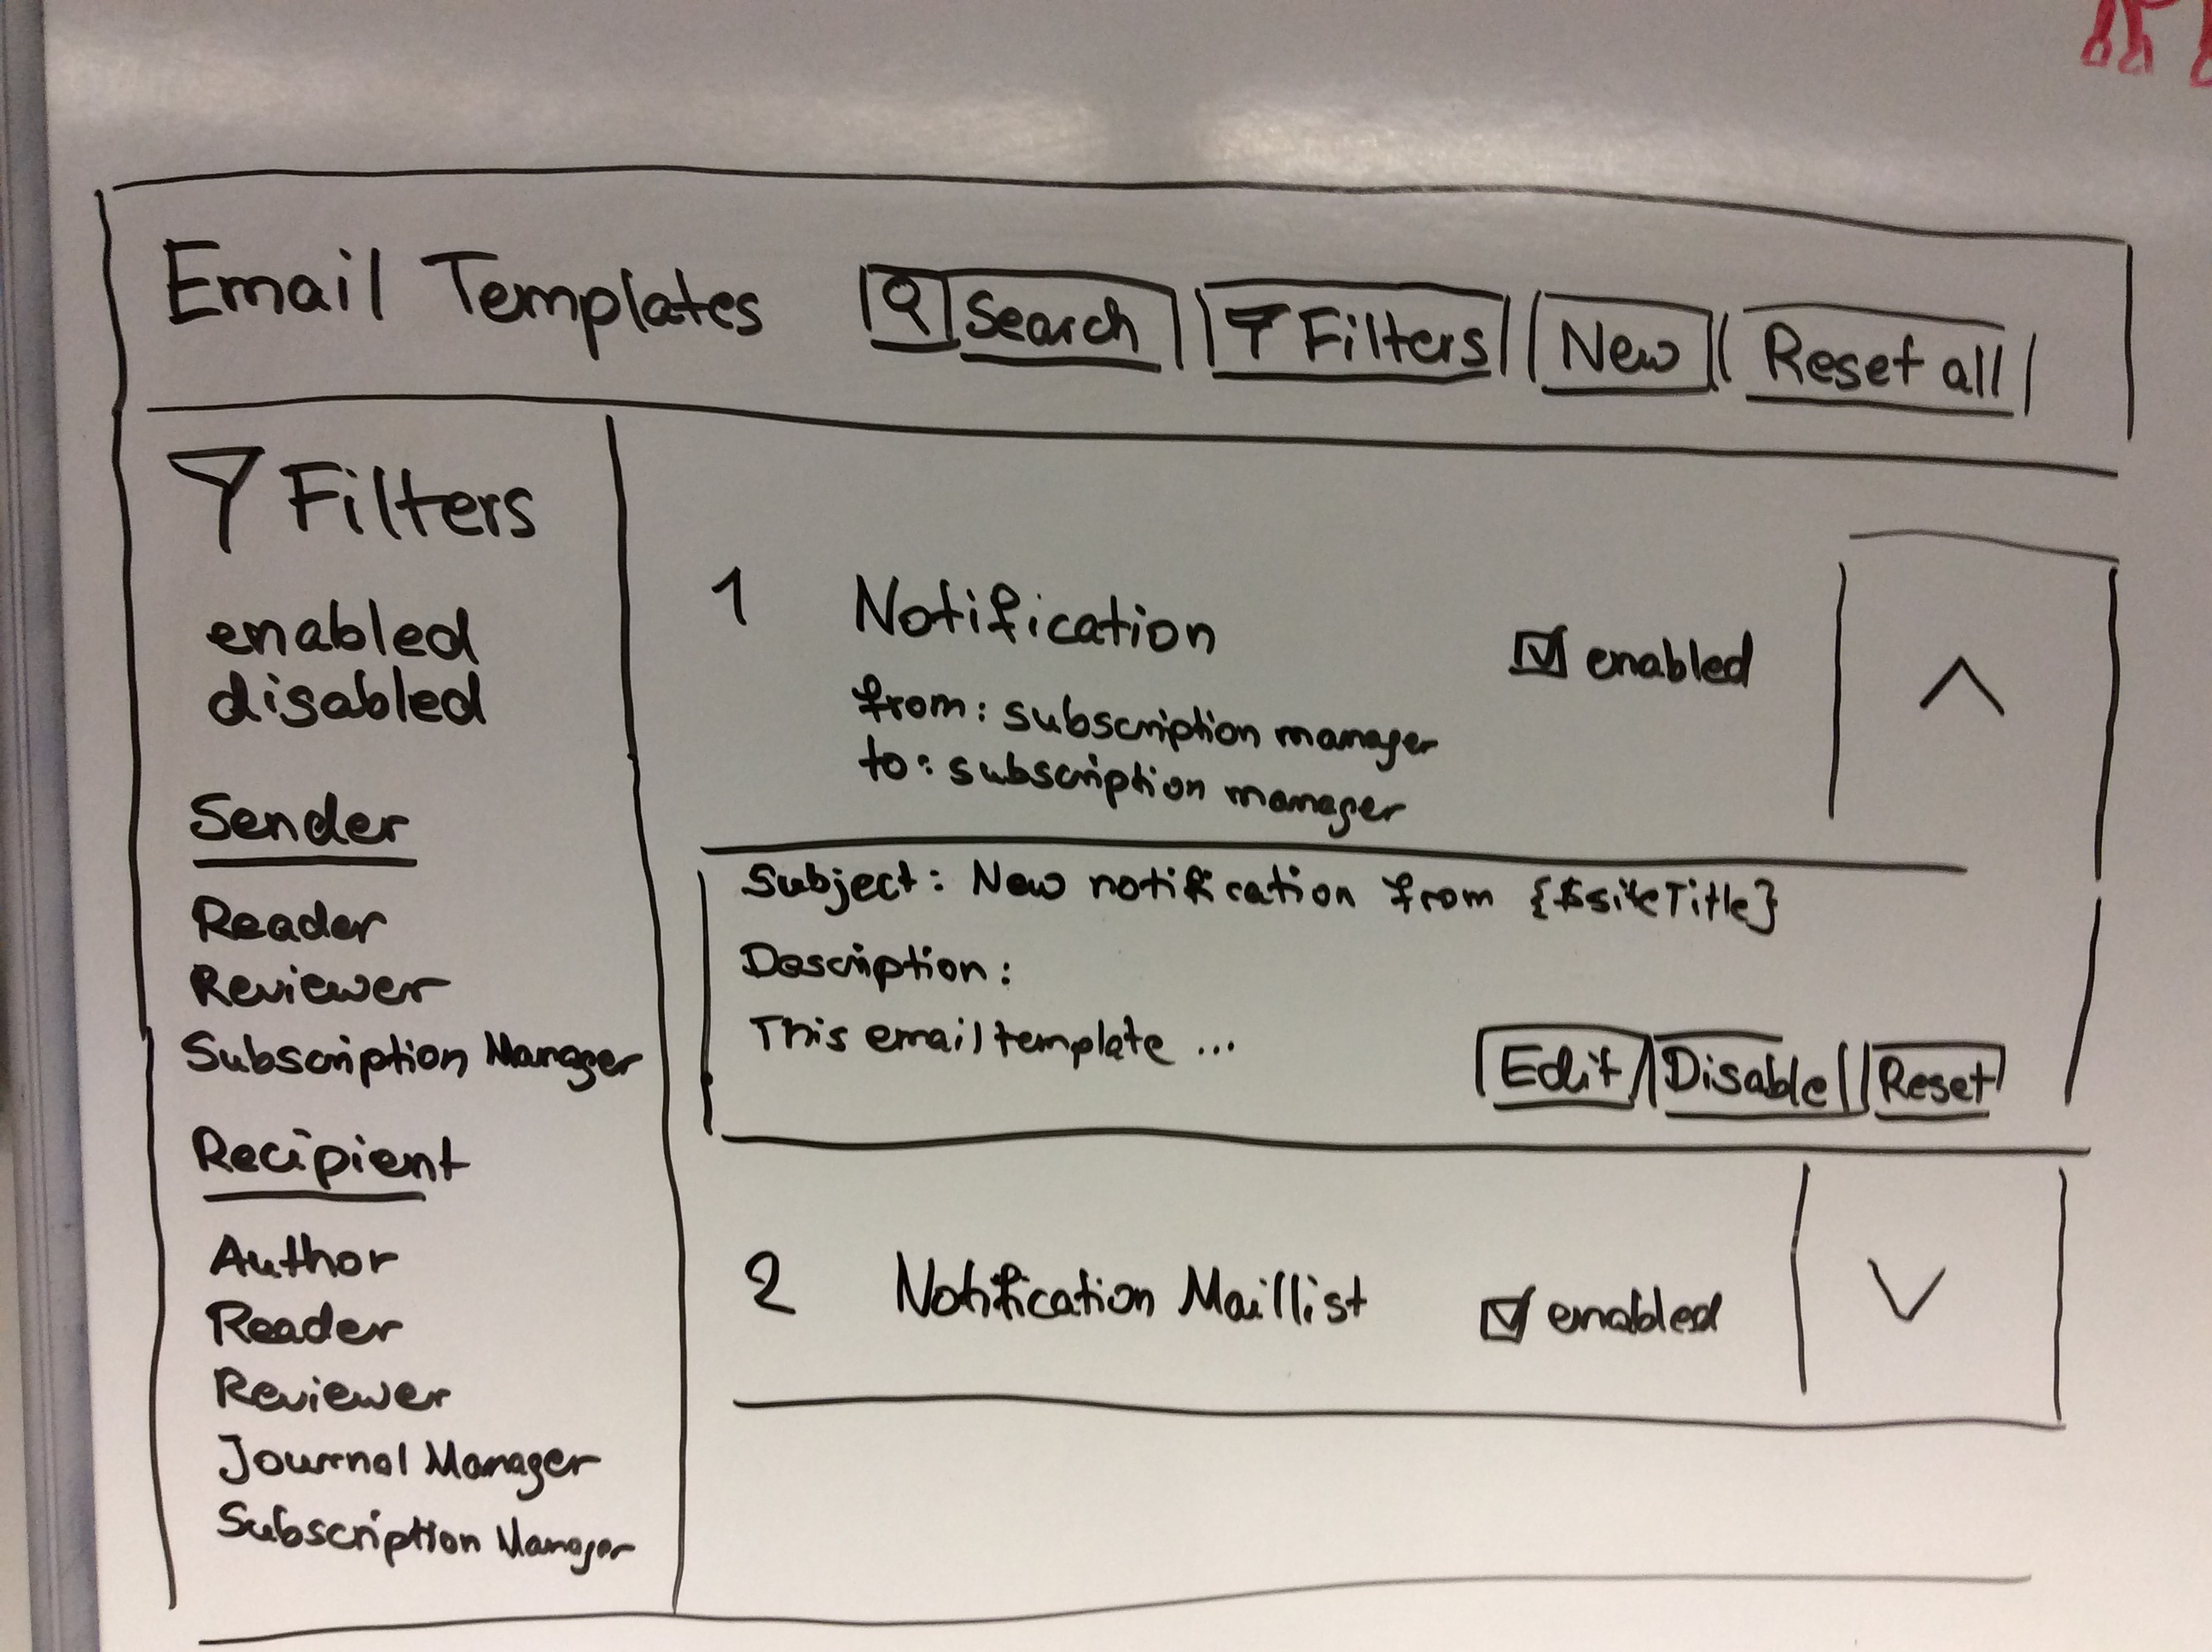 Email Templates Search Filters New Reset all
Filters
enabled
disabled
Sender
Reader
Reviewer
Subscription Manager
Recipient
Author
Reader
Reviewer
Journal Manager
Subscription Manager
1 Notification enabled
from: subscription manager
to: subscription manager
Subject: New notification from {$siteTitle}
Description:
This email template ...
Edit Disable Reset
2 Notification Maillist enabled